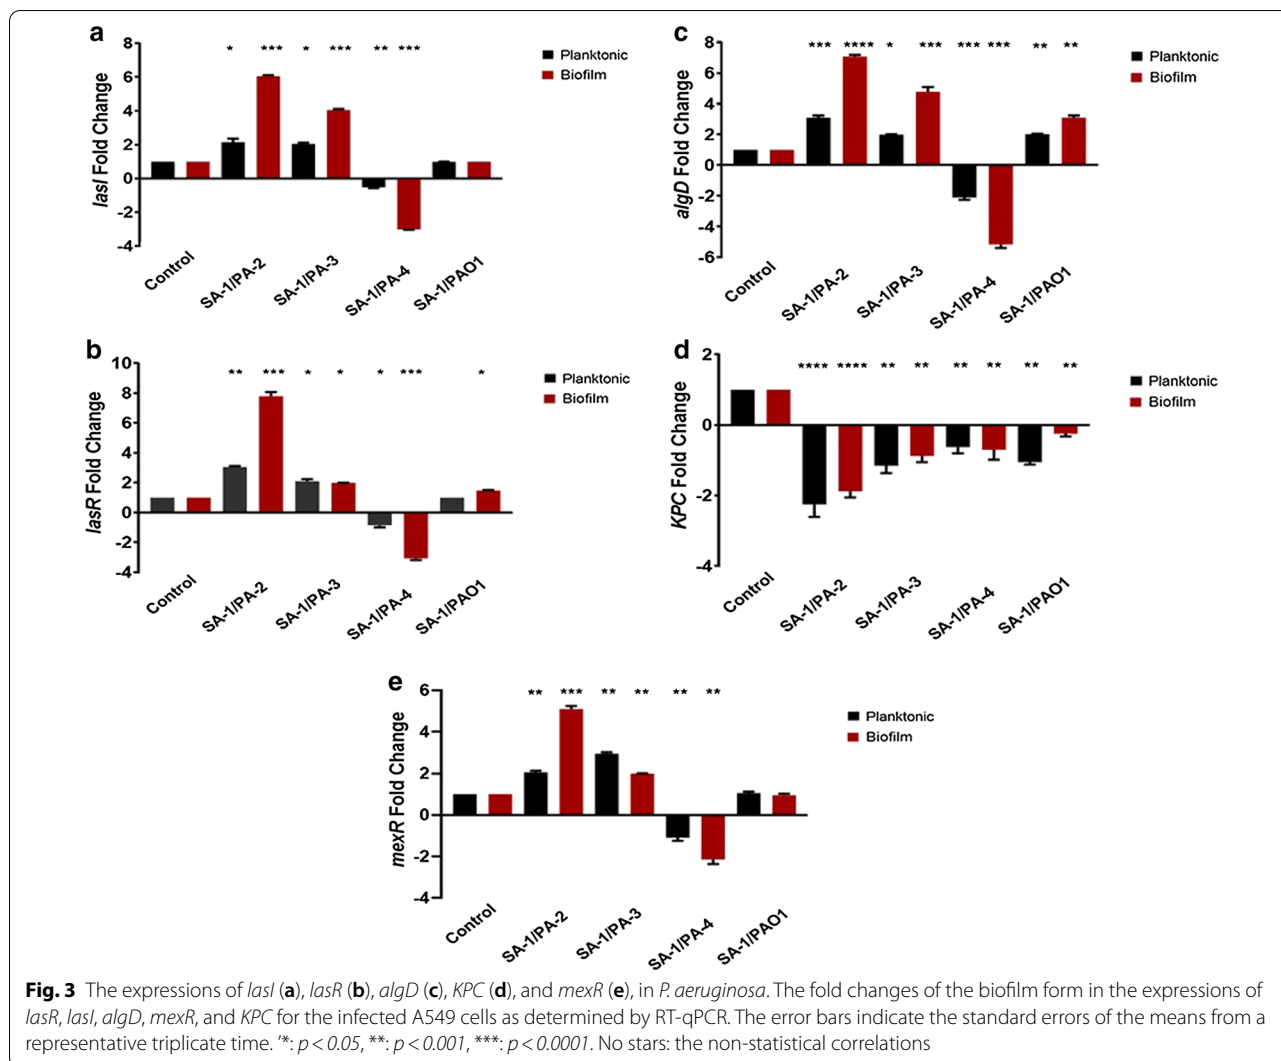 a
8
6
4
2
0
-2
-4
lasI Fold Change
* *** * *** ** ***
Planktonic
Biofilm
Control
SA-1/PA-2
SA-1/PA-3
SA-1/PA-4
SA-1/PAO1
c
8
6
4
2
0
-2
-4
-6
algD Fold Change
*** **** * *** *** *** ** **
Planktonic
Biofilm
Control
SA-1/PA-2
SA-1/PA-3
SA-1/PA-4
SA-1/PAO1
b
10
8
6
4
2
0
-2
-4
lasR Fold Change
** *** * * * *** *
Planktonic
Biofilm
Control
SA-1/PA-2
SA-1/PA-3
SA-1/PA-4
SA-1/PAO1
d
2
0
-2
-4
KPC Fold Change
**** **** ** ** ** ** ** **
Planktonic
Biofilm
Control
SA-1/PA-2
SA-1/PA-3
SA-1/PA-4
SA-1/PAO1
e
6
4
2
0
-2
-4
mexR Fold Change
** *** ** ** ** **
Planktonic
Biofilm
Control
SA-1/PA-2
SA-1/PA-3
SA-1/PA-4
SA-1/PAO1
Fig. 3 The expressions of lasI (a), lasR (b), algD (c), KPC (d), and mexR (e), in P. aeruginosa. The fold changes of the biofilm form in the expressions of
lasR, lasI, algD, mexR, and KPC for the infected A549 cells as determined by RT-qPCR. The error bars indicate the standard errors of the means from a
representative triplicate time. '*: p < 0.05, **: p < 0.001, ***: p < 0.0001. No stars: the non-statistical correlations